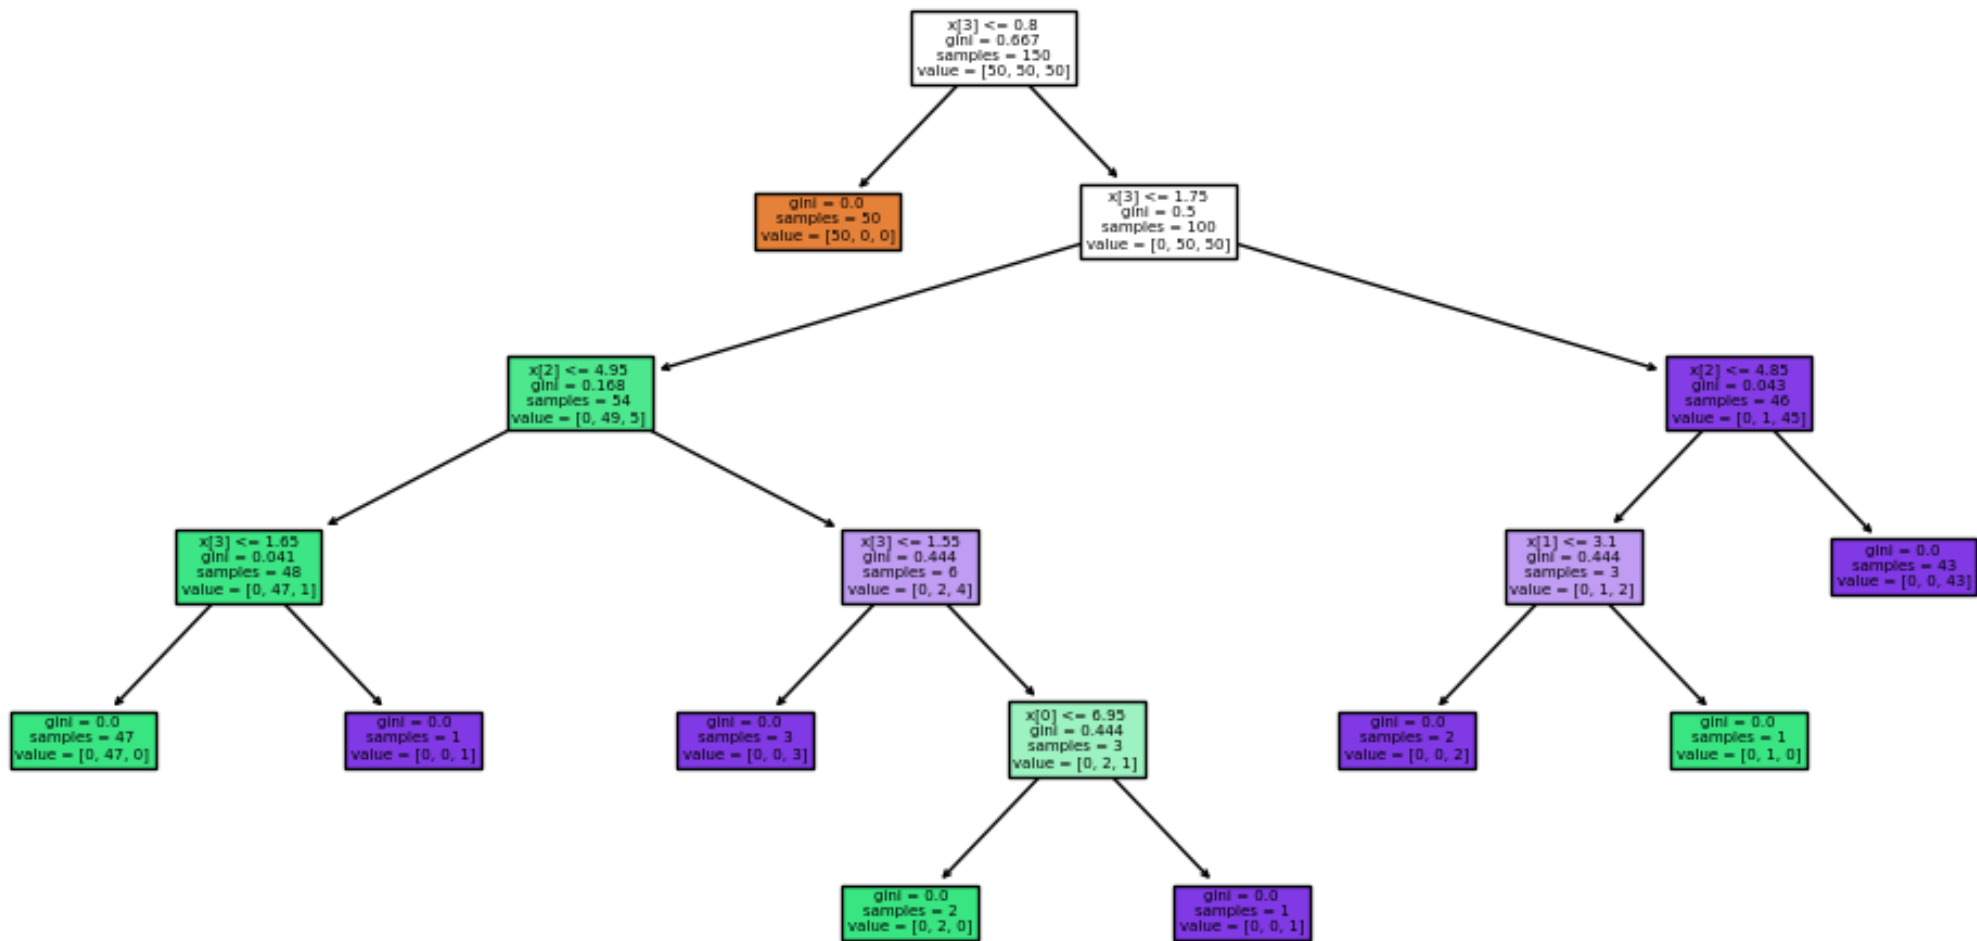 x[3] <= 0.8
gini = 0.667
samples = 150
value = [50, 50, 50]
gini = 0.0
samples = 50
value = [50, 0, 0]
x[3] <= 1.75
gini = 0.5
samples = 100
value = [0, 50, 50]
x[2] <= 4.95
gini = 0.168
samples = 54
value = [0, 49, 5]
x[2] <= 4.85
gini = 0.043
samples = 46
value = [0, 1, 45]
x[3] <= 1.65
gini = 0.041
samples = 48
value = [0, 47, 1]
x[3] <= 1.55
gini = 0.444
samples = 6
value = [0, 2, 4]
x[1] <= 3.1
gini = 0.444
samples = 3
value = [0, 1, 2]
gini = 0.0
samples = 43
value = [0, 0, 43]
gini = 0.0
samples = 47
value = [0, 47, 0]
gini = 0.0
samples = 1
value = [0, 0, 1]
gini = 0.0
samples = 3
value = [0, 0, 3]
x[0] <= 6.95
gini = 0.444
samples = 3
value = [0, 2, 1]
gini = 0.0
samples = 2
value = [0, 0, 2]
gini = 0.0
samples = 1
value = [0, 1, 0]
gini = 0.0
samples = 2
value = [0, 2, 0]
gini = 0.0
samples = 1
value = [0, 0, 1]